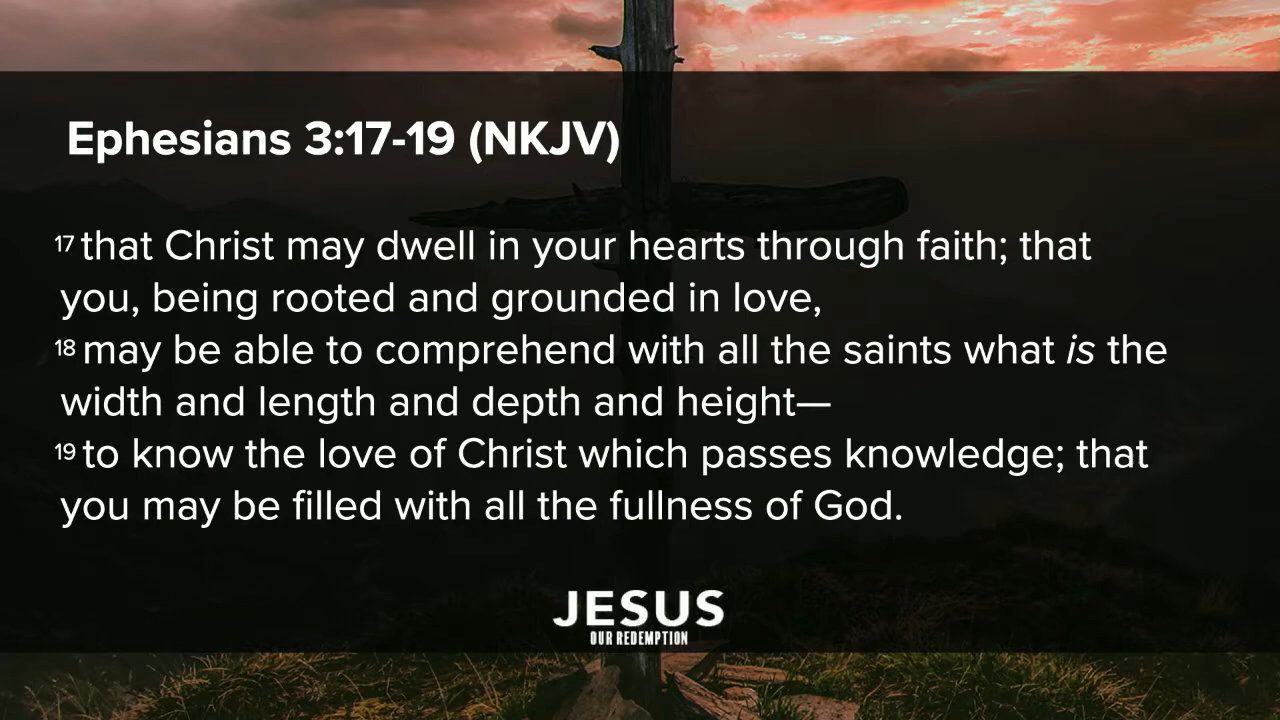 Ephesians 3:17-19 (NKJV)
17 that Christ may dwell in your hearts through faith; that
you, being rooted and grounded in love,
18 may be able to comprehend with all the saints what is the
width and length and depth and height—
19 to know the love of Christ which passes knowledge; that
you may be filled with all the fullness of God.
JESUS
OUR REDEMPTION